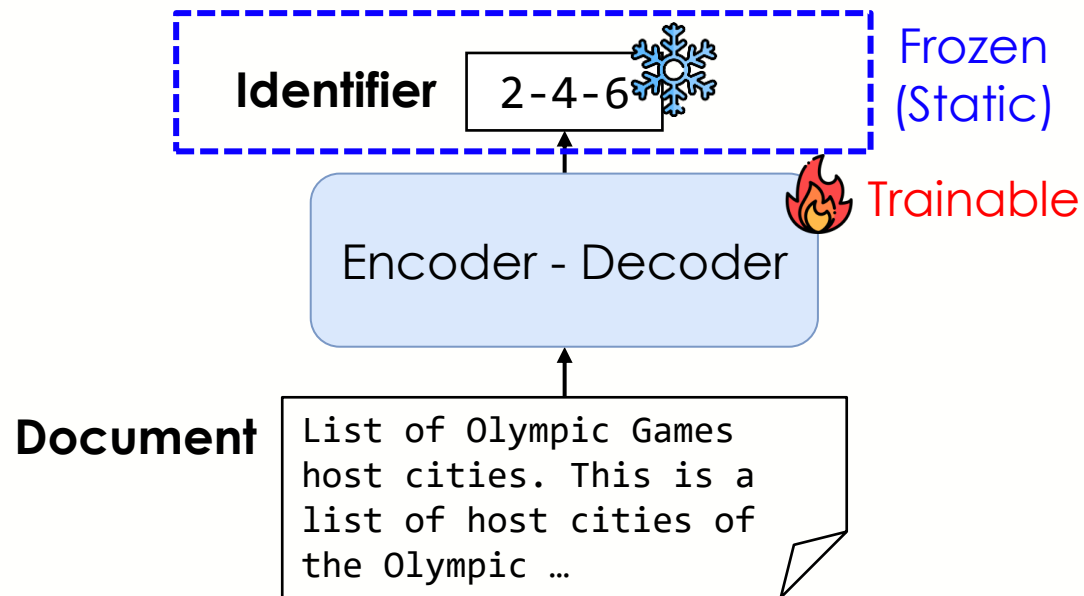 Identifier 2-4-6 Frozen
(Static)
Trainable
Encoder - Decoder
Document
List of Olympic Games
host cities. This is a
list of host cities of
the Olympic …